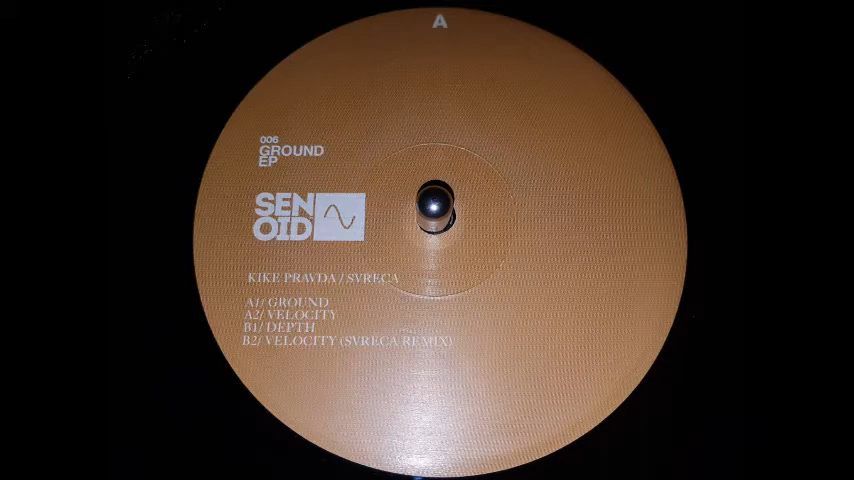 A
006
GROUND
EP
SEN
OID
KIKE PRAVDA / SVRECA
A1/ GROUND
A2/ VELOCITY
B1/ DEPTH
B2/ VELOCITY (SVRECA REMIX)